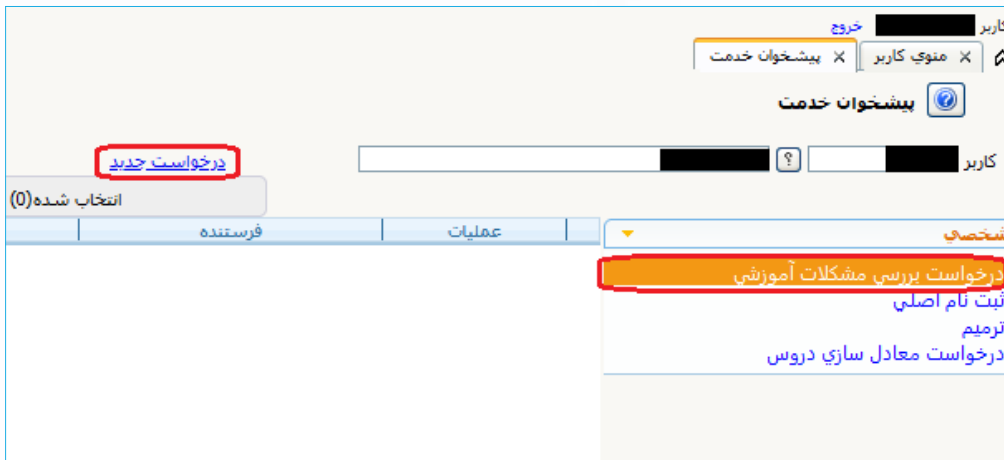 کاربر خروج
منوي کاربر × پيشخوان خدمت ×
پيشخوان خدمت
کاربر ؟ درخواست جديد
انتخاب شده(0)
شخصي
عمليات فرستنده
درخواست بررسي مشکلات آموزشي
ثبت نام اصلي
ترميم
درخواست معادل سازي دروس